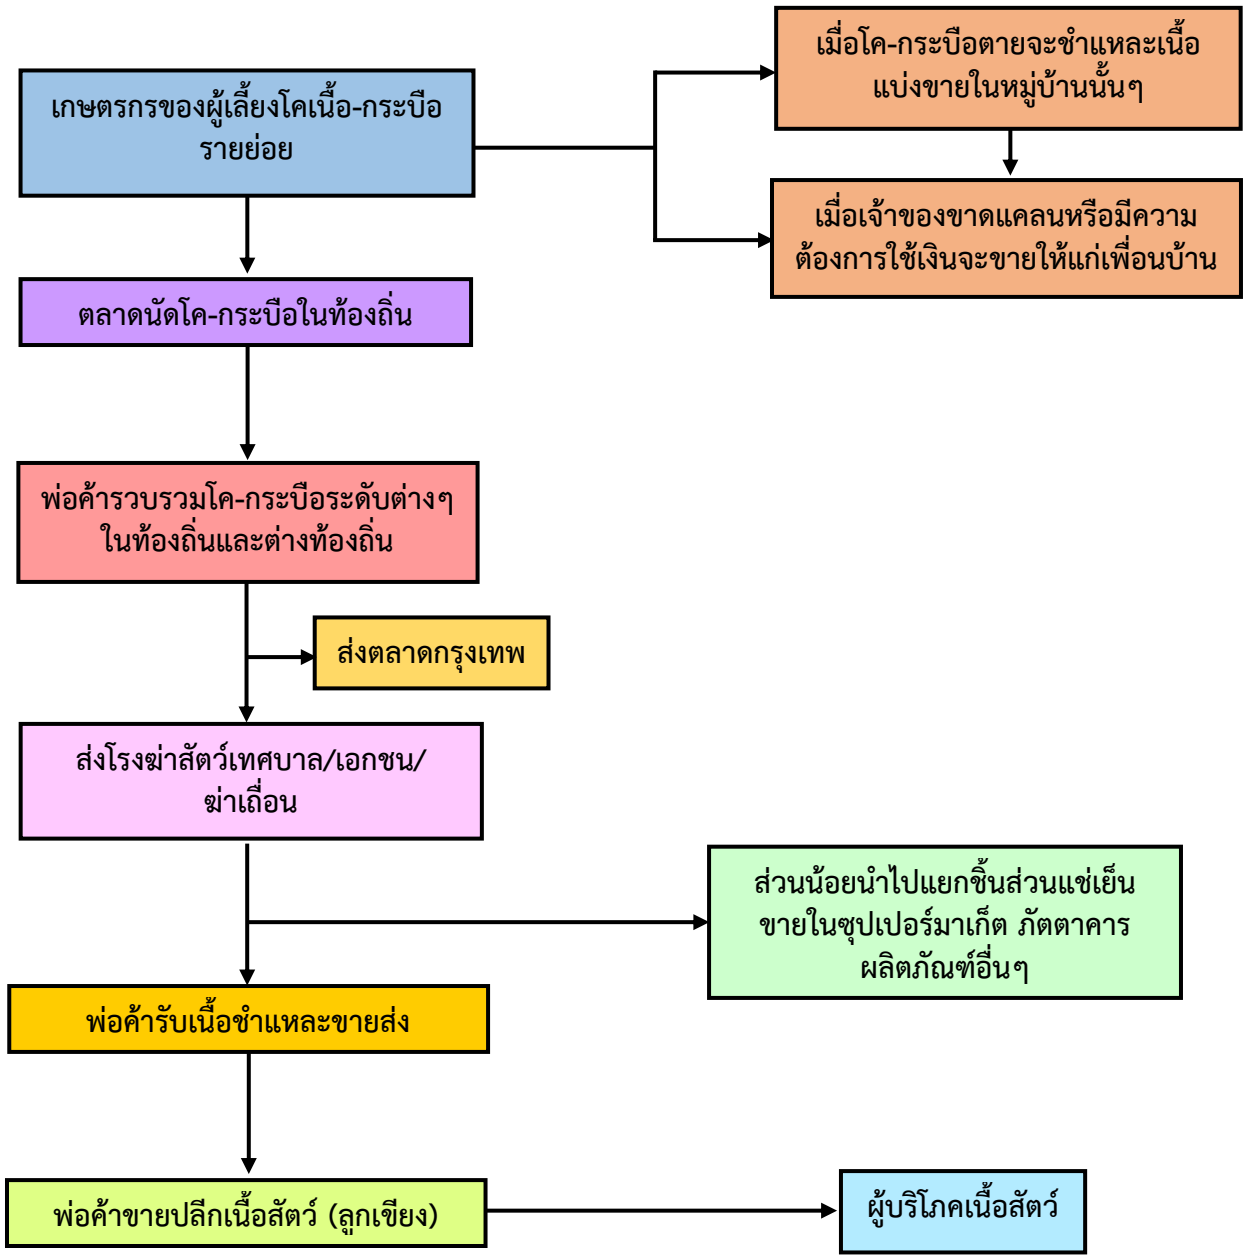 เมื่อโค-กระบือตายจะชำแหละเนื้อ
แบ่งขายในหมู่บ้านนั้นๆ
เกษตรกรของผู้เลี้ยงโคเนื้อ-กระบือ
รายย่อย
เมื่อเจ้าของขาดแคลนหรือมีความ
ต้องการใช้เงินจะขายให้แก่เพื่อนบ้าน
ตลาดนัดโค-กระบือในท้องถิ่น
พ่อค้ารวบรวมโค-กระบือระดับต่างๆ
ในท้องถิ่นและต่างท้องถิ่น
ส่งตลาดกรุงเทพ
ส่งโรงฆ่าสัตว์เทศบาล/เอกชน/
ฆ่าเถื่อน
ส่วนน้อยนำไปแยกชิ้นส่วนแช่เย็น
ขายในซุปเปอร์มาเก็ต ภัตตาคาร
ผลิตภัณฑ์อื่นๆ
พ่อค้ารับเนื้อชำแหละขายส่ง
พ่อค้าขายปลีกเนื้อสัตว์ (ลูกเขียง)
ผู้บริโภคเนื้อสัตว์